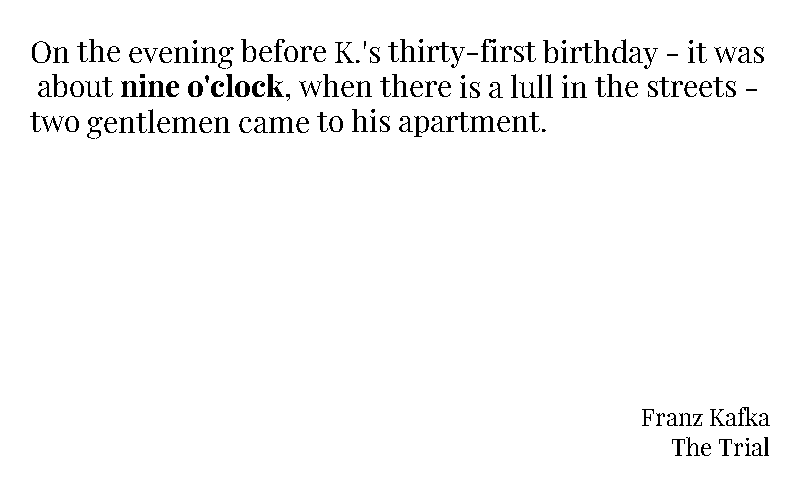 On the evening before K.'s thirty-first birthday - it was
about nine o'clock, when there is a lull in the streets -
two gentlemen came to his apartment.
Franz Kafka
The Trial